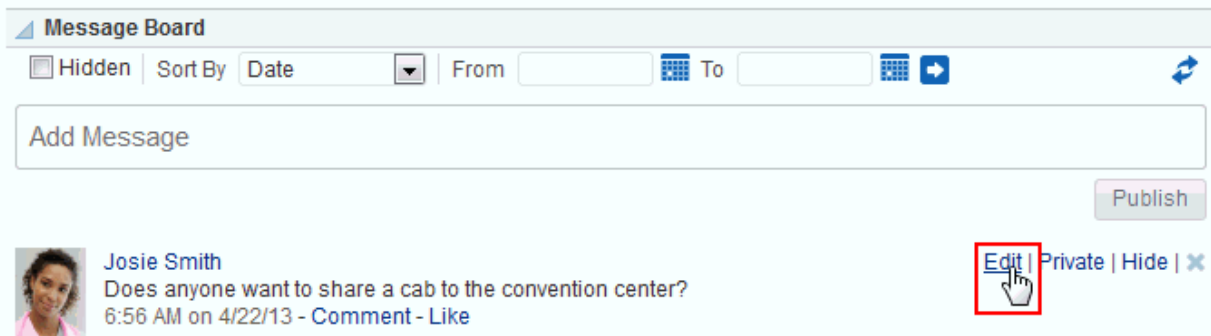 Message Board
Hidden Sort By Date From To
Add Message
Publish
Josie Smith Edit | Private | Hide |
Does anyone want to share a cab to the convention center?
6:56 AM on 4/22/13 - Comment - Like